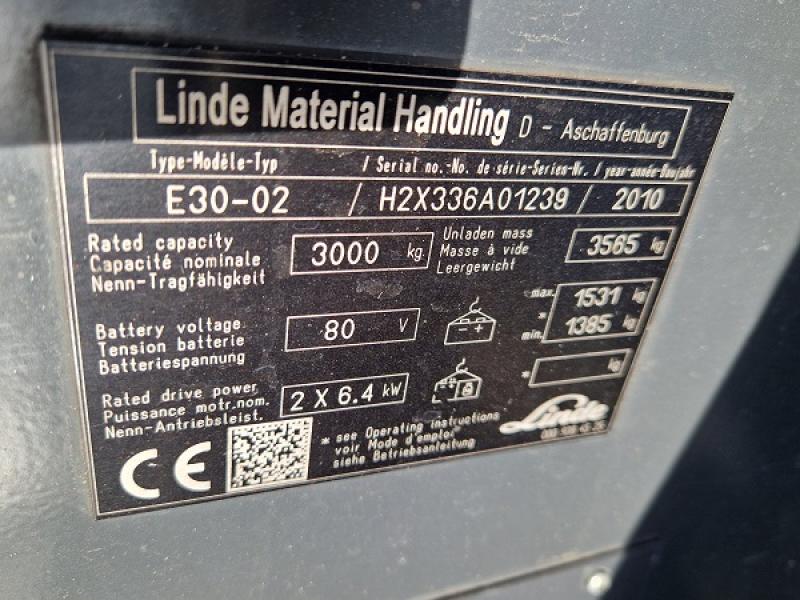 Linde Material Handling D - Aschaffenburg
Type-Modèle-Typ / Serial no.-No. de série-Serien-Nr. / year-année-Baujahr
E30-02 / H2X336A01239 / 2010
Rated capacity
Capacité nominale
Nenn-Tragfähigkeit
3000 kg
Unladen mass
Masse à vide
Leergewicht
3565 kg
Battery voltage
Tension batterie
Batteriespannung
80 V
- +
max. 1531 kg
*
min. 1385 kg
Rated drive power
Puissance motr.nom.
Nenn-Antriebsleist.
2 X 6.4 kW
* kg
CE
* see Operating instructions
voir Mode d'emploi
siehe Betriebsanleitung
Linde